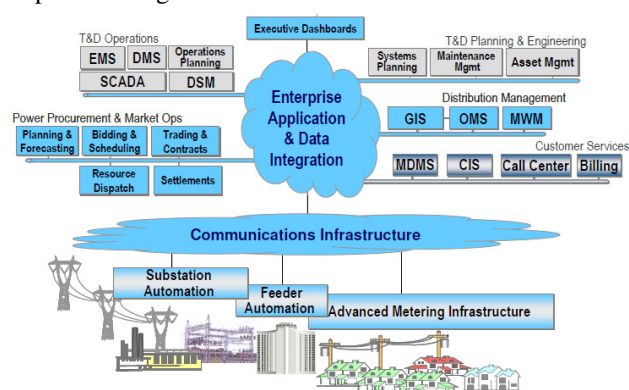 Executive Dashboards
T&D Operations
EMS
DMS
Operations
Planning
SCADA
DSM
T&D Planning & Engineering
Systems
Planning
Maintenance
Mgmt
Asset Mgmt
Enterprise
Application
& Data
Integration
Distribution Management
GIS
OMS
MWM
Power Procurement & Market Ops
Planning &
Forecasting
Bidding &
Scheduling
Trading &
Contracts
Resource
Dispatch
Settlements
Customer Services
MDMS
CIS
Call Center
Billing
Communications Infrastructure
Substation
Automation
Feeder
Automation
Advanced Metering Infrastructure